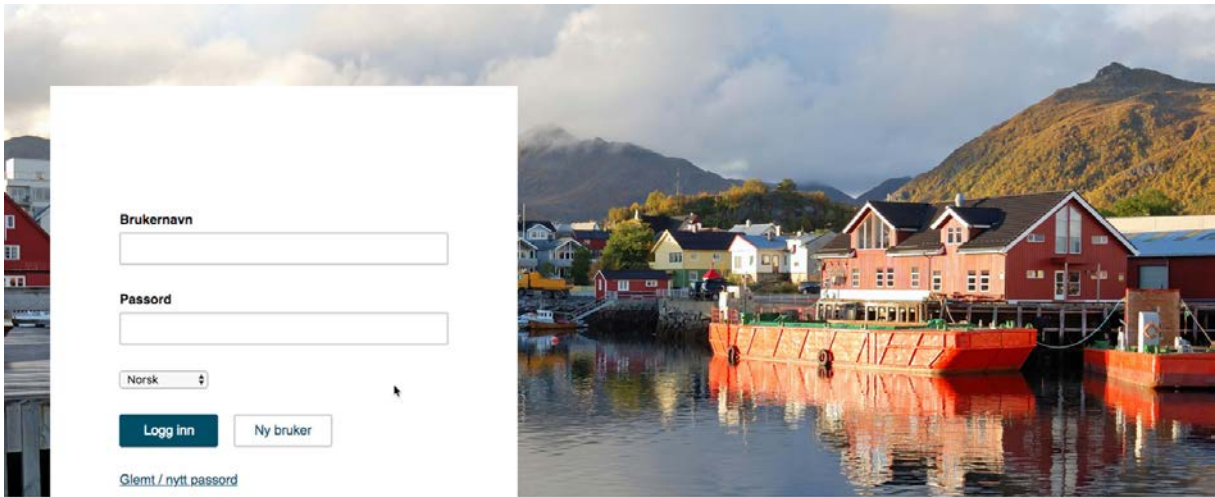 Brukernavn
Passord
Norsk
Logg inn
Ny bruker
Glemt / nytt passord